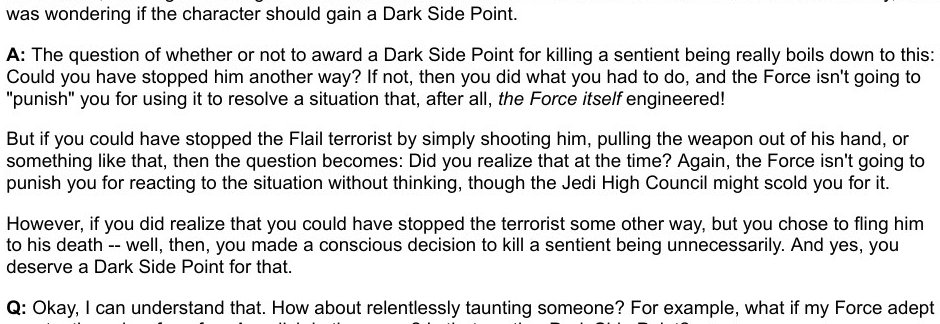 was wondering if the character should gain a Dark Side Point.
A: The question of whether or not to award a Dark Side Point for killing a sentient being really boils down to this:
Could you have stopped him another way? If not, then you did what you had to do, and the Force isn't going to
"punish" you for using it to resolve a situation that, after all, the Force itself engineered!
But if you could have stopped the Flail terrorist by simply shooting him, pulling the weapon out of his hand, or
something like that, then the question becomes: Did you realize that at the time? Again, the Force isn't going to
punish you for reacting to the situation without thinking, though the Jedi High Council might scold you for it.
However, if you did realize that you could have stopped the terrorist some other way, but you chose to fling him
to his death -- well, then, you made a conscious decision to kill a sentient being unnecessarily. And yes, you
deserve a Dark Side Point for that.
Q: Okay, I can understand that. How about relentlessly taunting someone? For example, what if my Force adept